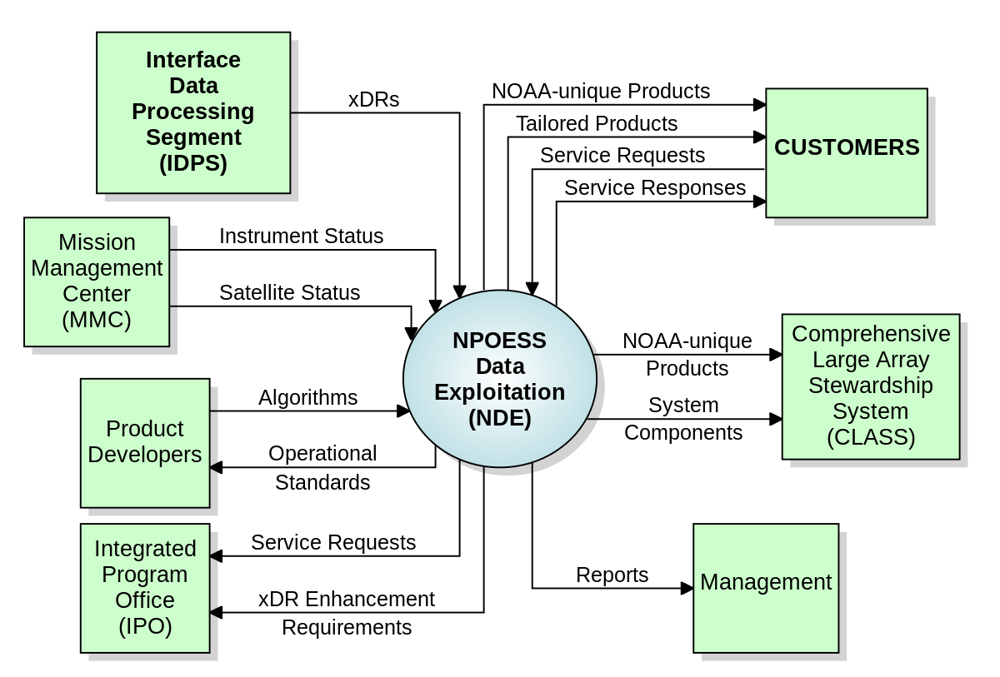 Interface
Data
Processing
Segment
(IDPS)
xDRs
NOAA-unique Products
Tailored Products
Service Requests
Service Responses
CUSTOMERS
Mission
Management
Center
(MMC)
Instrument Status
Satellite Status
NPOESS
Data
Exploitation
(NDE)
NOAA-unique
Products
System
Components
Comprehensive
Large Array
Stewardship
System
(CLASS)
Product
Developers
Algorithms
Operational
Standards
Integrated
Program
Office
(IPO)
Service Requests
xDR Enhancement
Requirements
Reports
Management